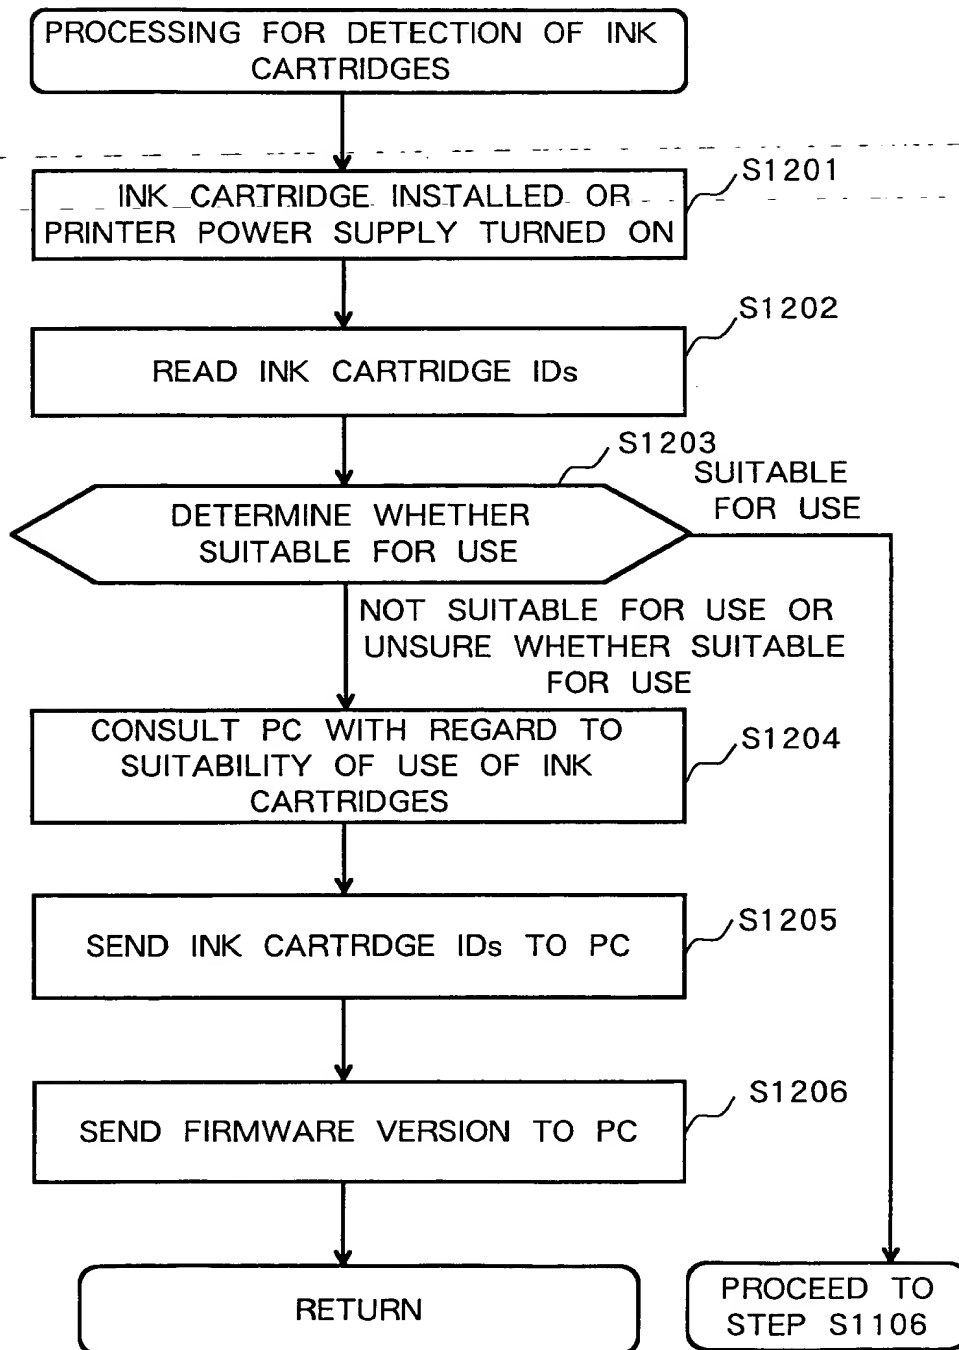 PROCESSING FOR DETECTION OF INK
CARTRIDGES
S1201
INK CARTRIDGE INSTALLED OR
PRINTER POWER SUPPLY TURNED ON
S1202
READ INK CARTRIDGE IDs
S1203
SUITABLE
FOR USE
DETERMINE WHETHER
SUITABLE FOR USE
NOT SUITABLE FOR USE OR
UNSURE WHETHER SUITABLE
FOR USE
CONSULT PC WITH REGARD TO
SUITABILITY OF USE OF INK
CARTRIDGES
S1204
SEND INK CARTRDGE IDs TO PC
S1205
SEND FIRMWARE VERSION TO PC
S1206
RETURN
PROCEED TO
STEP S1106